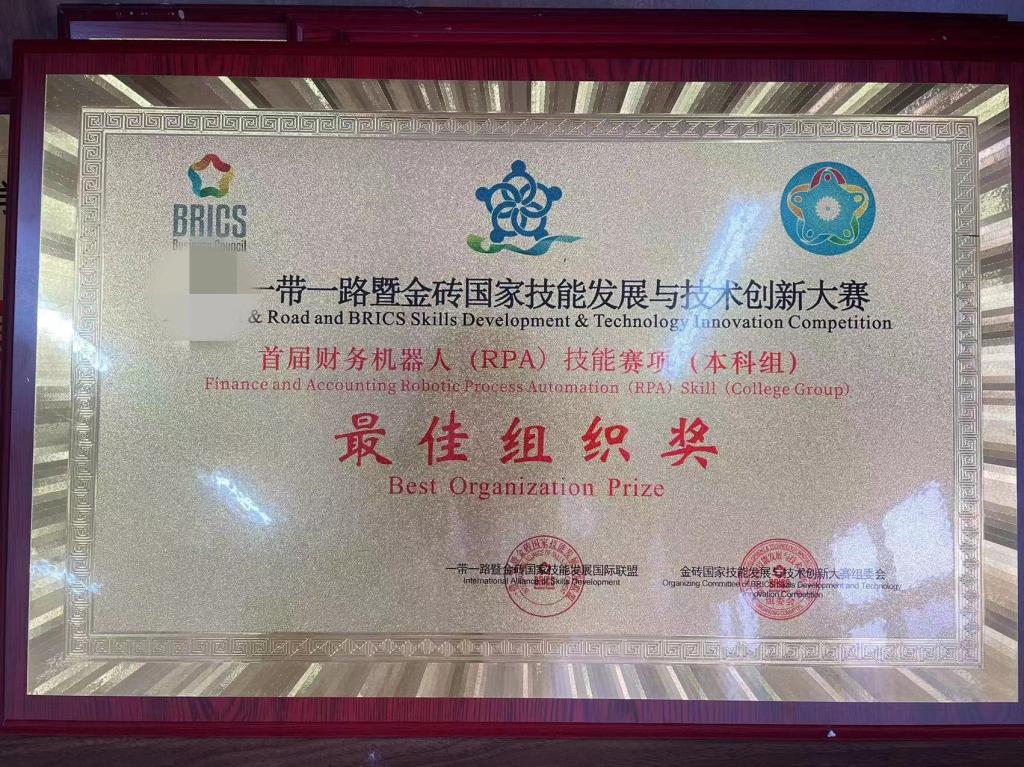 BRICS
Business Council
一带一路暨金砖国家技能发展与技术创新大赛
& Road and BRICS Skills Development & Technology Innovation Competition
首届财务机器人（RPA）技能赛项（本科组）
Finance and Accounting Robotic Process Automation (RPA) Skill (College Group)
最佳组织奖
Best Organization Prize
一带一路暨金砖国家技能发展国际联盟
International Alliance of Skills Development
金砖国家技能发展与技术创新大赛组委会
Organizing Committee of BRICS Skills Development and Technology
Innovation Competition